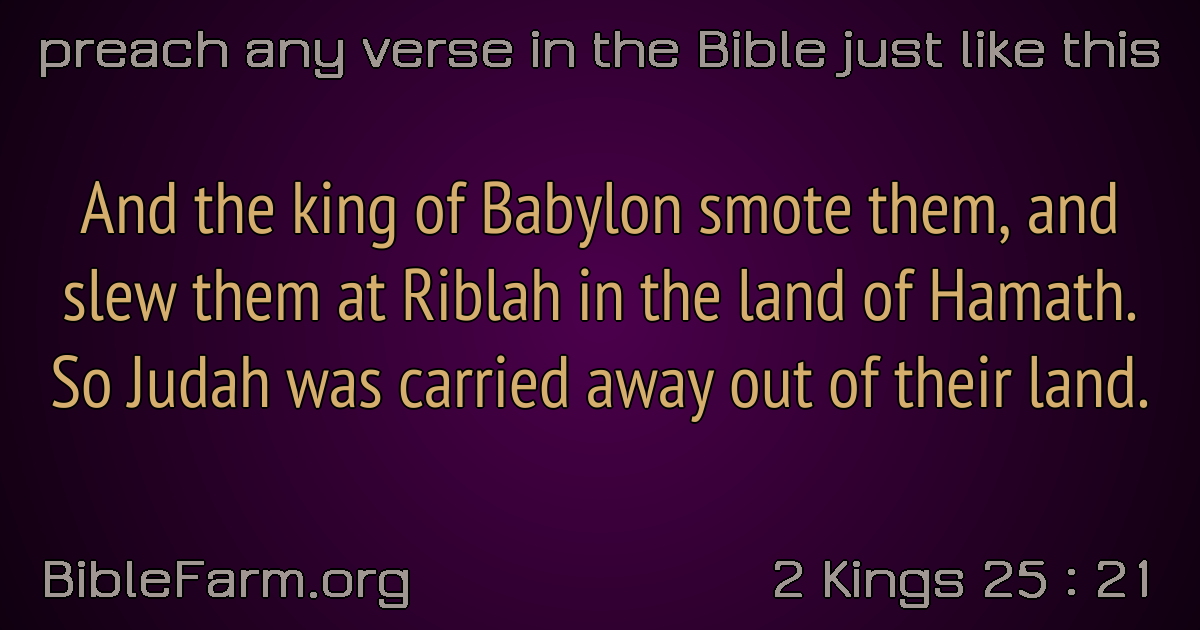 preach any verse in the Bible just like this
And the king of Babylon smote them, and
slew them at Riblah in the land of Hamath.
So Judah was carried away out of their land.
BibleFarm.org
2 Kings 25 : 21